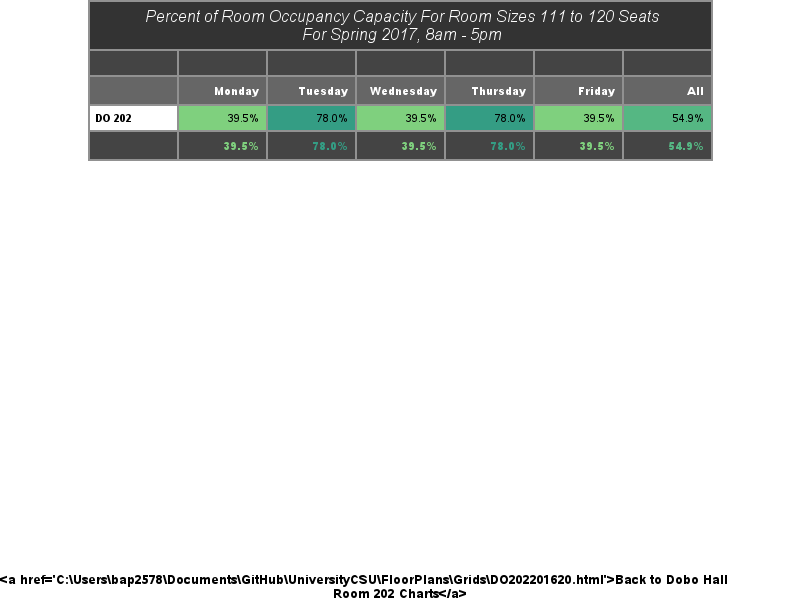 Percent of Room Occupancy Capacity For Room Sizes 111 to 120 Seats
For Spring 2017, 8am - 5pm
Monday Tuesday Wednesday Thursday Friday All
DO 202 39.5% 78.0% 39.5% 78.0% 39.5% 54.9%
39.5% 78.0% 39.5% 78.0% 39.5% 54.9%
<a href='C:\Users\bap2578\Documents\GitHub\UniversityCSU\FloorPlans\Grids\DO202201620.html'>Back to Dobo Hall
Room 202 Charts</a>